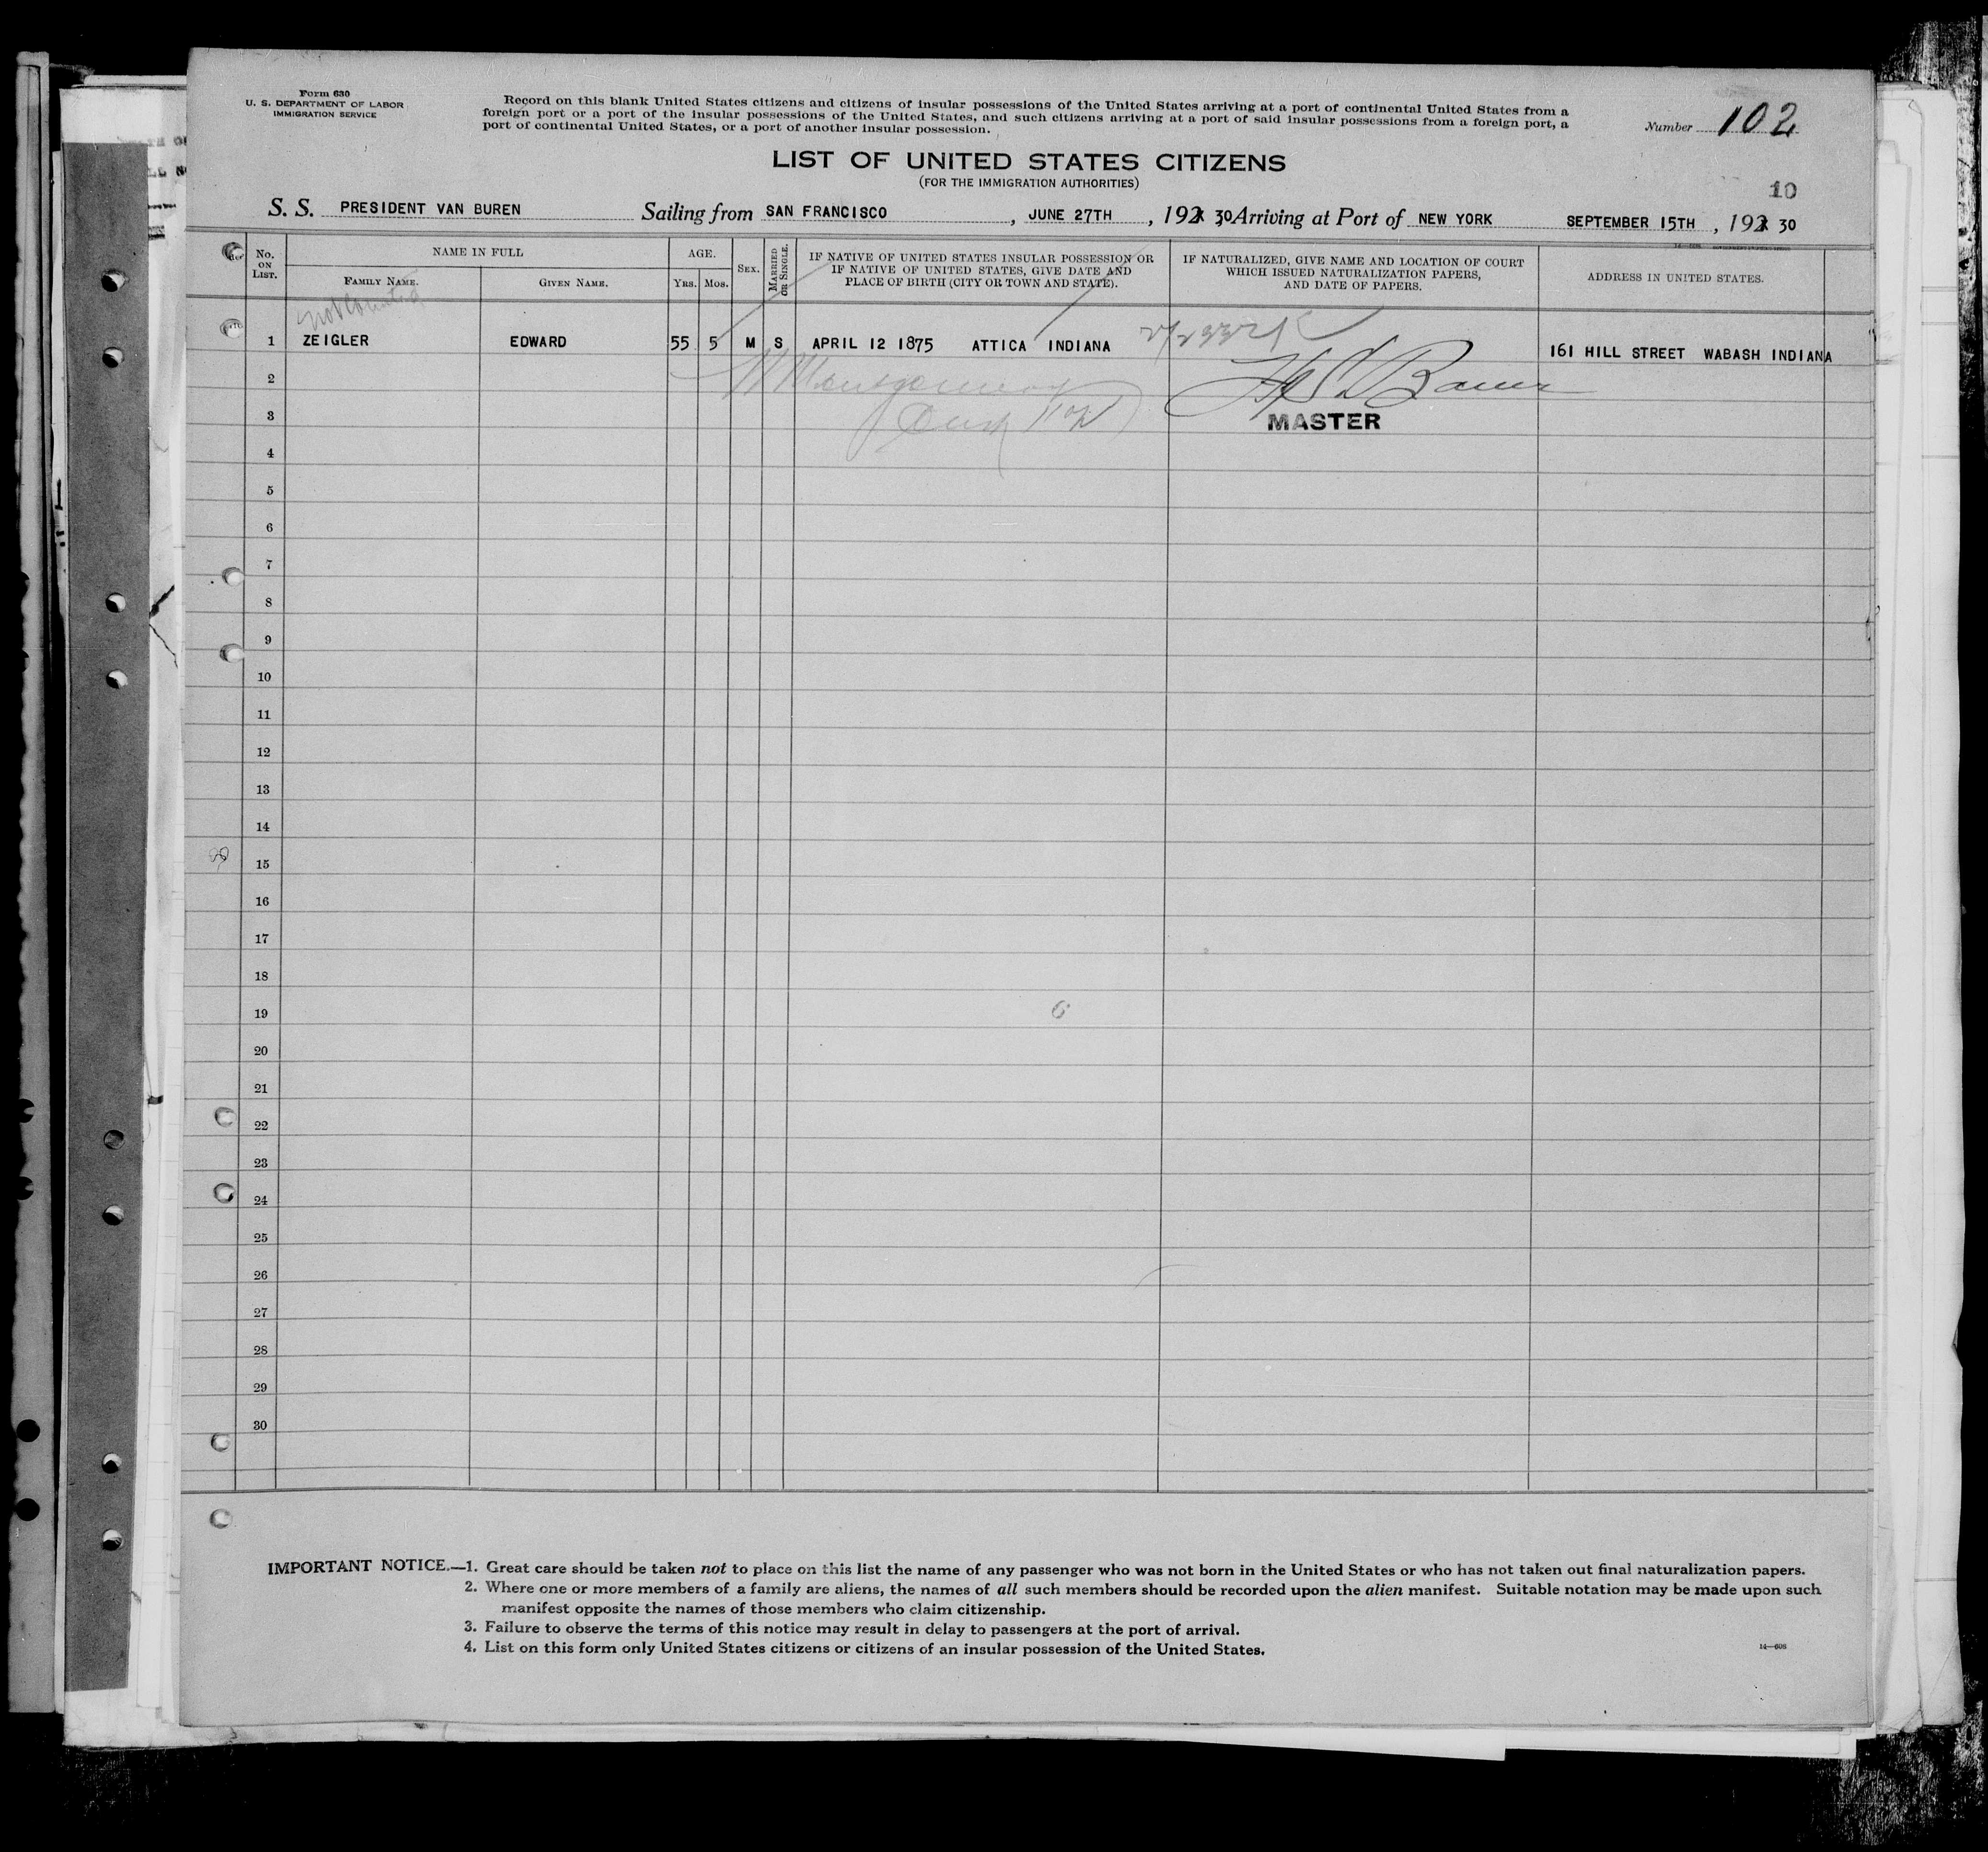 Form 630
U. S. DEPARTMENT OF LABOR
IMMIGRATION SERVICE
Record on this blank United States citizens and citizens of insular possessions of the United States arriving at a port of continental United States from a
foreign port or a port of the insular possessions of the United States, and such citizens arriving at a port of said insular possessions from a foreign port, a
port of continental United States, or a port of another insular possession.
Number 102
LIST OF UNITED STATES CITIZENS
(FOR THE IMMIGRATION AUTHORITIES)
10
S. S. PRESIDENT VAN BUREN Sailing from SAN FRANCISCO, JUNE 27TH, 192 30 Arriving at Port of NEW YORK SEPTEMBER 15TH, 192 30
No. ON LIST.
NAME IN FULL
FAMILY NAME.
GIVEN NAME.
AGE.
YRS. MOS.
SEX.
MARRIED OR SINGLE.
IF NATIVE OF UNITED STATES INSULAR POSSESSION OR
IF NATIVE OF UNITED STATES, GIVE DATE AND
PLACE OF BIRTH (CITY OR TOWN AND STATE).
IF NATURALIZED, GIVE NAME AND LOCATION OF COURT
WHICH ISSUED NATURALIZATION PAPERS,
AND DATE OF PAPERS.
ADDRESS IN UNITED STATES.
not counted
1 ZEIGLER EDWARD 55 5 M S APRIL 12 1875 ATTICA INDIANA 161 HILL STREET WABASH INDIANA
2
3 MASTER
4
5
6
7
8
9
10
11
12
13
14
15
16
17
18
19
20
21
22
23
24
25
26
27
28
29
30
IMPORTANT NOTICE.—1. Great care should be taken not to place on this list the name of any passenger who was not born in the United States or who has not taken out final naturalization papers.
2. Where one or more members of a family are aliens, the names of all such members should be recorded upon the alien manifest. Suitable notation may be made upon such
manifest opposite the names of those members who claim citizenship.
3. Failure to observe the terms of this notice may result in delay to passengers at the port of arrival.
4. List on this form only United States citizens or citizens of an insular possession of the United States.
14—608